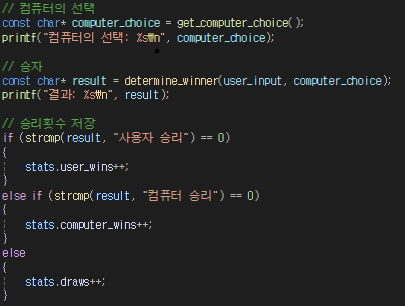 // 컴퓨터의 선택
const char* computer_choice = get_computer_choice();
printf("컴퓨터의 선택: %s₩n", computer_choice);
// 승자
const char* result = determine_winner(user_input, computer_choice);
printf("결과: %s₩n", result);
// 승리횟수 저장
if (strcmp(result, "사용자 승리") == 0)
{
stats.user_wins++;
}
else if (strcmp(result, "컴퓨터 승리") == 0)
{
stats.computer_wins++;
}
else
{
stats.draws++;
}